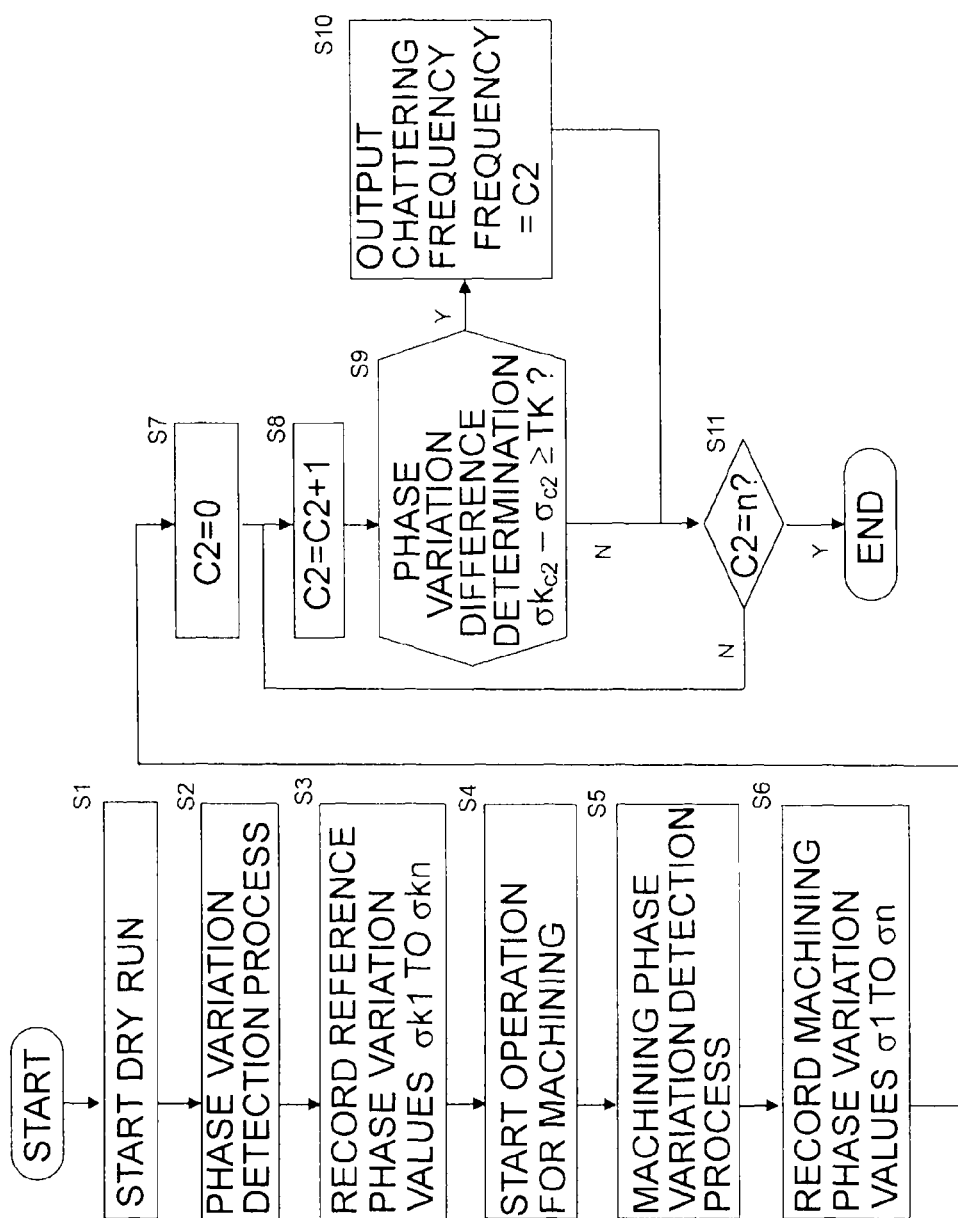 START
S1
START DRY RUN
S2
PHASE VARIATION
DETECTION PROCESS
S3
RECORD REFERENCE
PHASE VARIATION
VALUES σk1 TO σkn
S4
START OPERATION
FOR MACHINING
S5
MACHINING PHASE
VARIATION DETECTION
PROCESS
S6
RECORD MACHINING
PHASE VARIATION
VALUES σ1 TO σn
S7
C2=0
S8
C2=C2+1
S9
PHASE
VARIATION
DIFFERENCE
DETERMINATION
σkc2 – σc2 ≥ TK ?
Y
N
S10
OUTPUT
CHATTERING
FREQUENCY
FREQUENCY
= C2
S11
C2=n?
N
Y
END